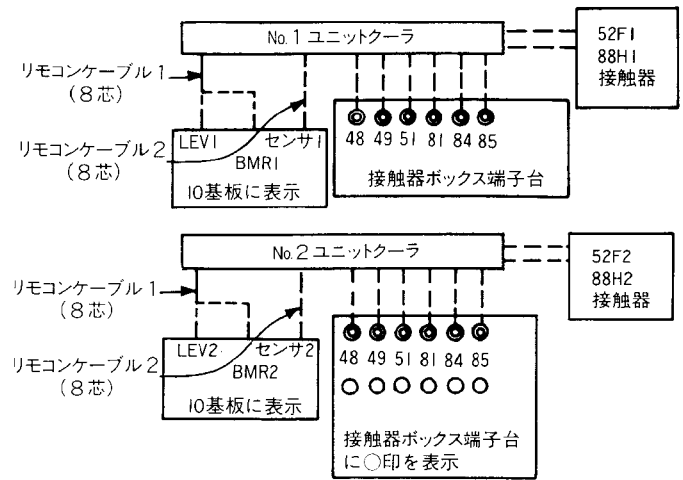 No.1 ユニットクーラ
52F1
88H1
接触器
リモコンケーブル1
(8芯)
48 49 51 81 84 85
LEV1 センサ1
リモコンケーブル2
(8芯)
BMR1
IO基板に表示
接触器ボックス端子台
No.2 ユニットクーラ
52F2
88H2
接触器
リモコンケーブル1
(8芯)
LEV2 センサ2
48 49 51 81 84 85
リモコンケーブル2
(8芯)
BMR2
IO基板に表示
接触器ボックス端子台
に○印を表示